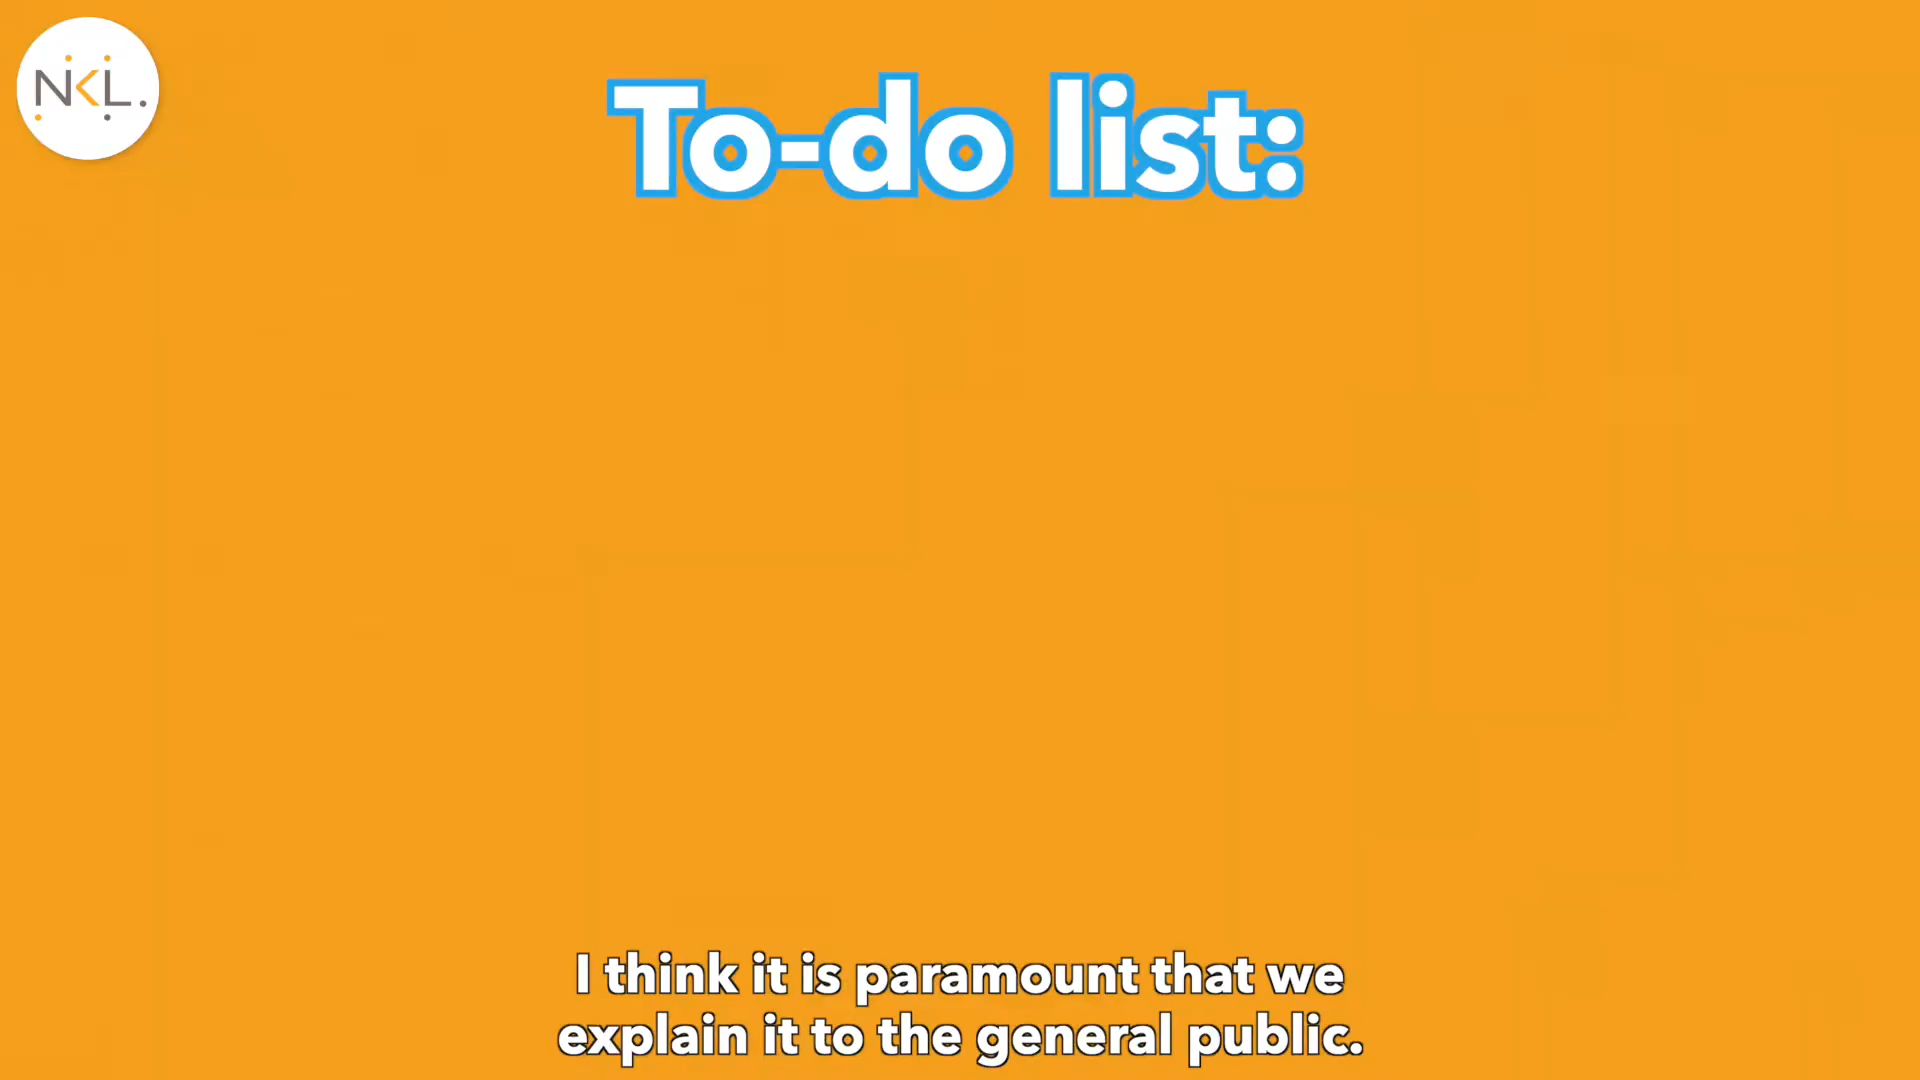 NKL.
To-do list:
I think it is paramount that we
explain it to the general public.